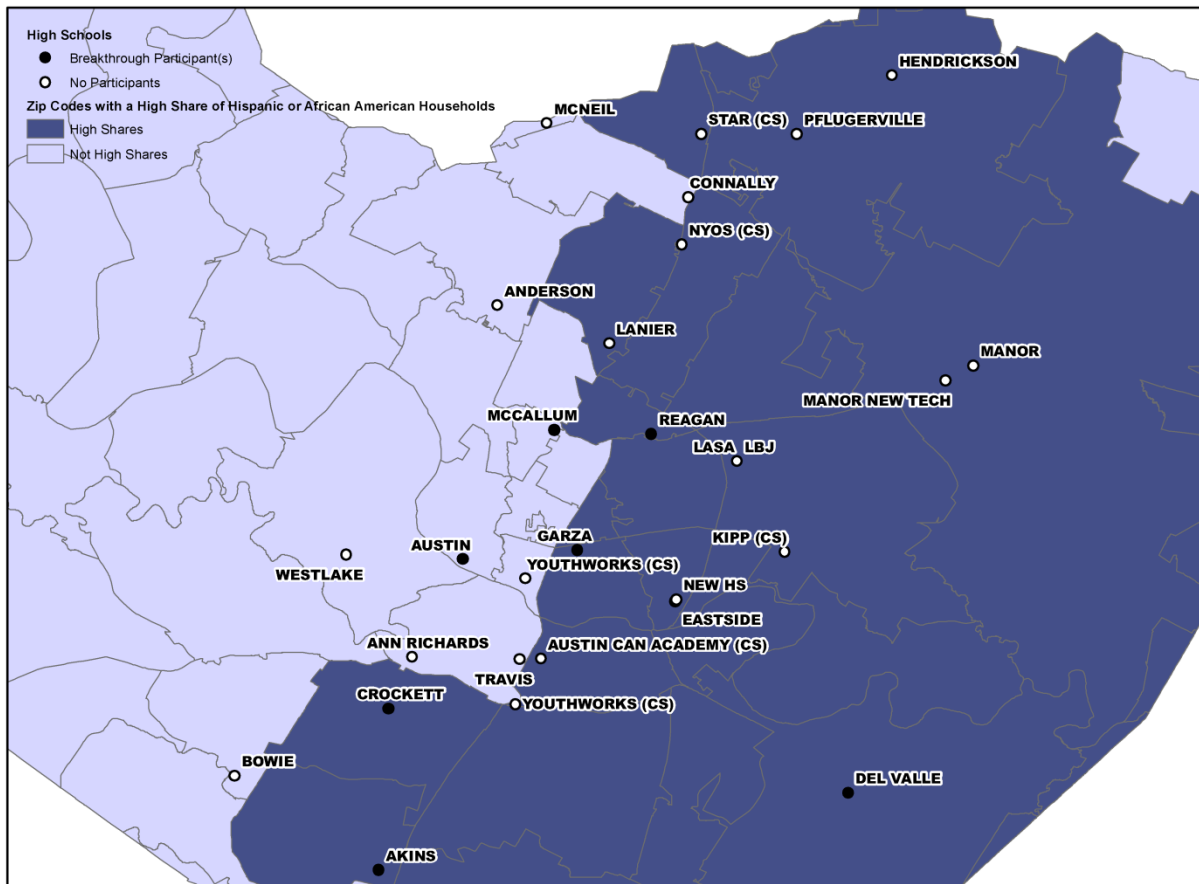 High Schools
Breakthrough Participant(s)
No Participants
Zip Codes with a High Share of Hispanic or African American Households
High Shares
Not High Shares
HENDRICKSON
MCNEIL
STAR (CS)
PFLUGERVILLE
CONNALLY
NYOS (CS)
ANDERSON
LANIER
MANOR
MANOR NEW TECH
MCCALLUM
REAGAN
LASA LBJ
GARZA
KIPP (CS)
AUSTIN
YOUTHWORKS (CS)
WESTLAKE
NEW HS
EASTSIDE
ANN RICHARDS
AUSTIN CAN ACADEMY (CS)
TRAVIS
CROCKETT
YOUTHWORKS (CS)
BOWIE
DEL VALLE
AKINS